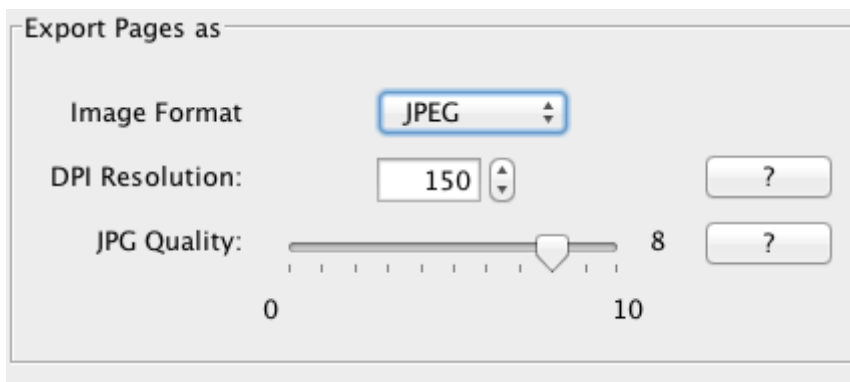 Export Pages as
Image Format JPEG
DPI Resolution: 150 ?
JPG Quality: 8 ?
0 10